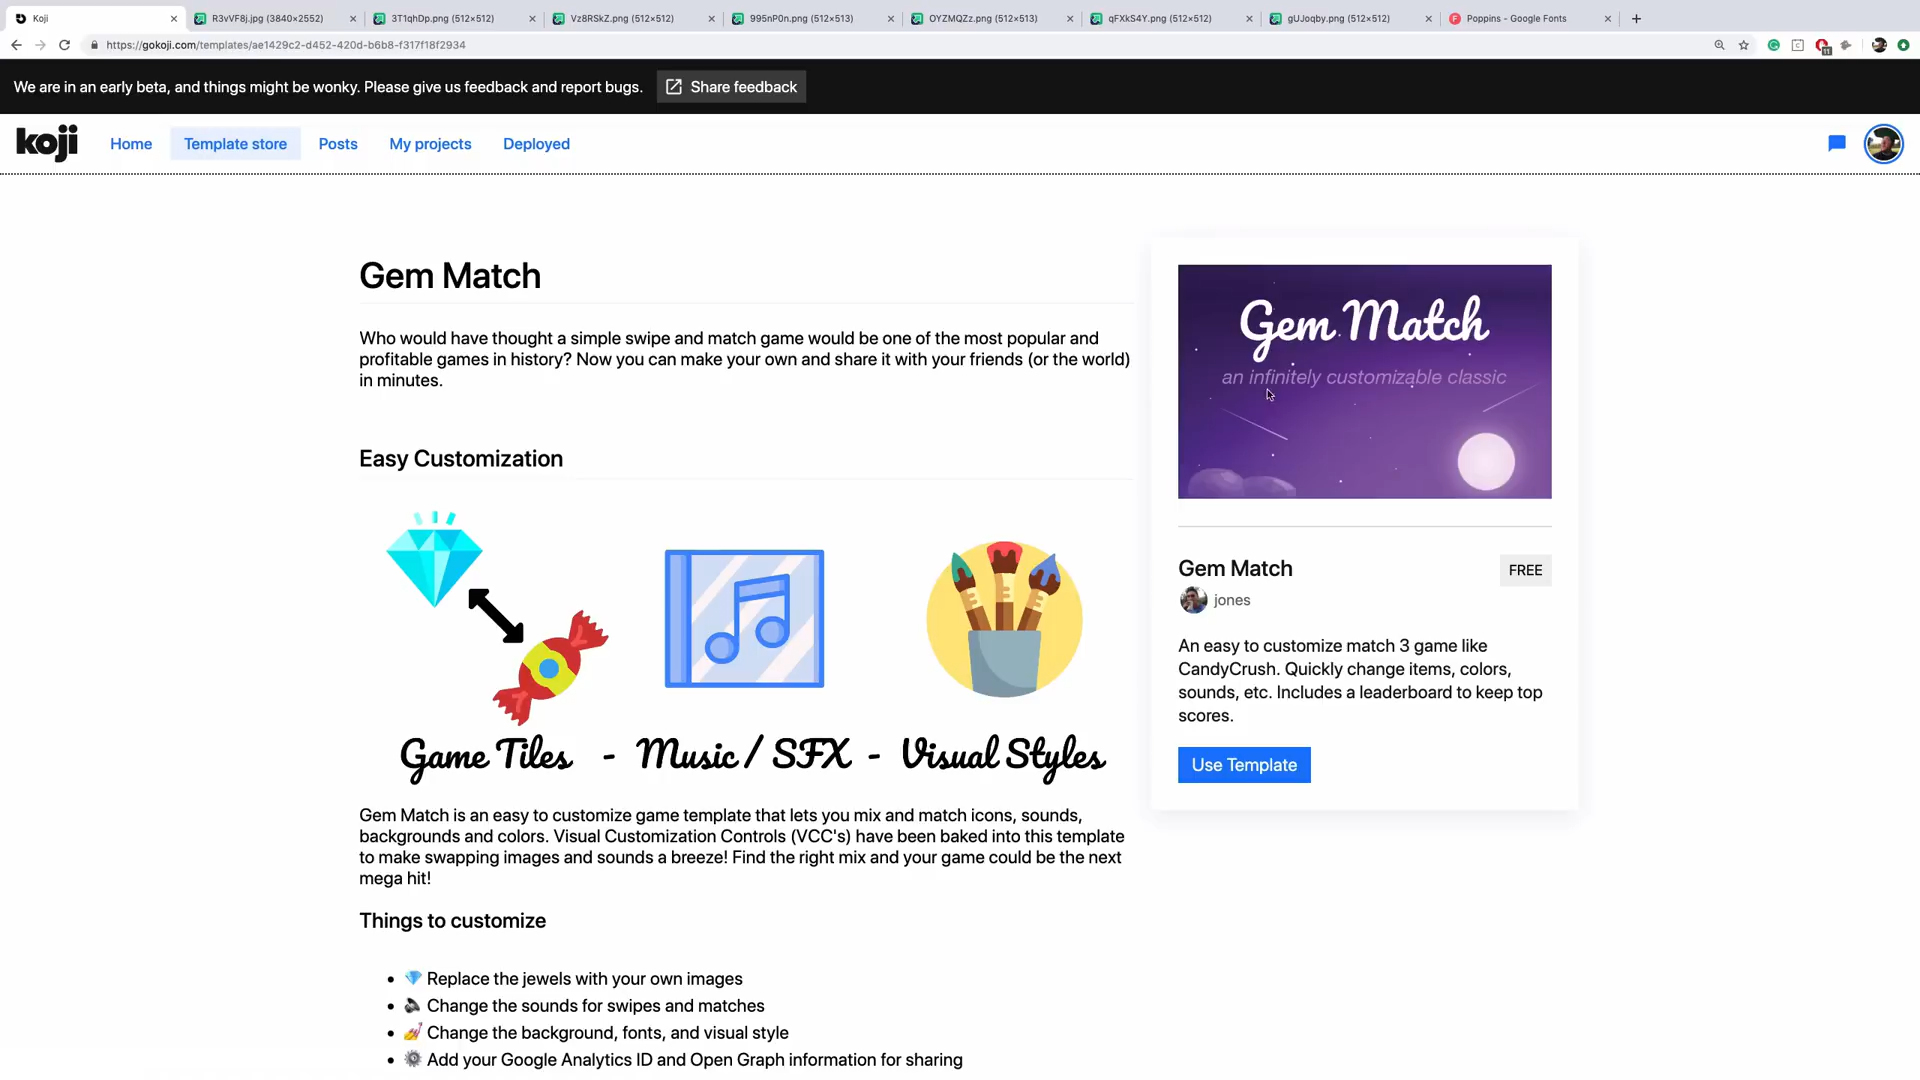 Koji
R3vVF8j.jpg (3840×2552)
3T1qhDp.png (512×512)
Vz8RSkZ.png (512×512)
995nP0n.png (512×513)
OYZMQZz.png (512×513)
qFXkS4Y.png (512×512)
gUJoqby.png (512×512)
Poppins - Google Fonts
https://gokoji.com/templates/ae1429c2-d452-420d-b6b8-f317f18f2934
We are in an early beta, and things might be wonky. Please give us feedback and report bugs.
Share feedback
koji
Home
Template store
Posts
My projects
Deployed
Gem Match
Who would have thought a simple swipe and match game would be one of the most popular and
profitable games in history? Now you can make your own and share it with your friends (or the world)
in minutes.
Easy Customization
Game Tiles - Music / SFX - Visual Styles
Gem Match is an easy to customize game template that lets you mix and match icons, sounds,
backgrounds and colors. Visual Customization Controls (VCC's) have been baked into this template
to make swapping images and sounds a breeze! Find the right mix and your game could be the next
mega hit!
Things to customize
Replace the jewels with your own images
Change the sounds for swipes and matches
Change the background, fonts, and visual style
Add your Google Analytics ID and Open Graph information for sharing
Gem Match
an infinitely customizable classic
Gem Match
FREE
jones
An easy to customize match 3 game like
CandyCrush. Quickly change items, colors,
sounds, etc. Includes a leaderboard to keep top
scores.
Use Template